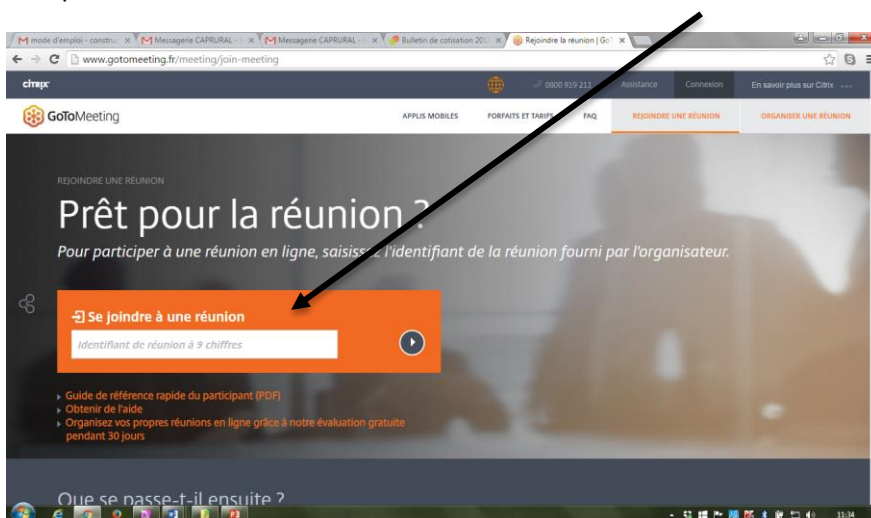 mode d'emploi - constru
Messagerie CAPRURAL -
Messagerie CAPRURAL -
Bulletin de cotisation 201
Rejoindre la réunion | GoT
www.gotomeeting.fr/meeting/join-meeting
citrix
0800 919 211
Assistance
Connexion
En savoir plus sur Citrix
GoToMeeting
APPLIS MOBILES
FORFAITS ET TARIFS
FAQ
REJOINDRE UNE RÉUNION
ORGANISER UNE RÉUNION
REJOINDRE UNE RÉUNION
Prêt pour la réunion ?
Pour participer à une réunion en ligne, saisissez l'identifiant de la réunion fourni par l'organisateur.
Se joindre à une réunion
Identifiant de réunion à 9 chiffres
Guide de référence rapide du participant (PDF)
Obtenir de l'aide
Organisez vos propres réunions en ligne grâce à notre évaluation gratuite
pendant 30 jours
Que se passe-t-il ensuite ?
11:34